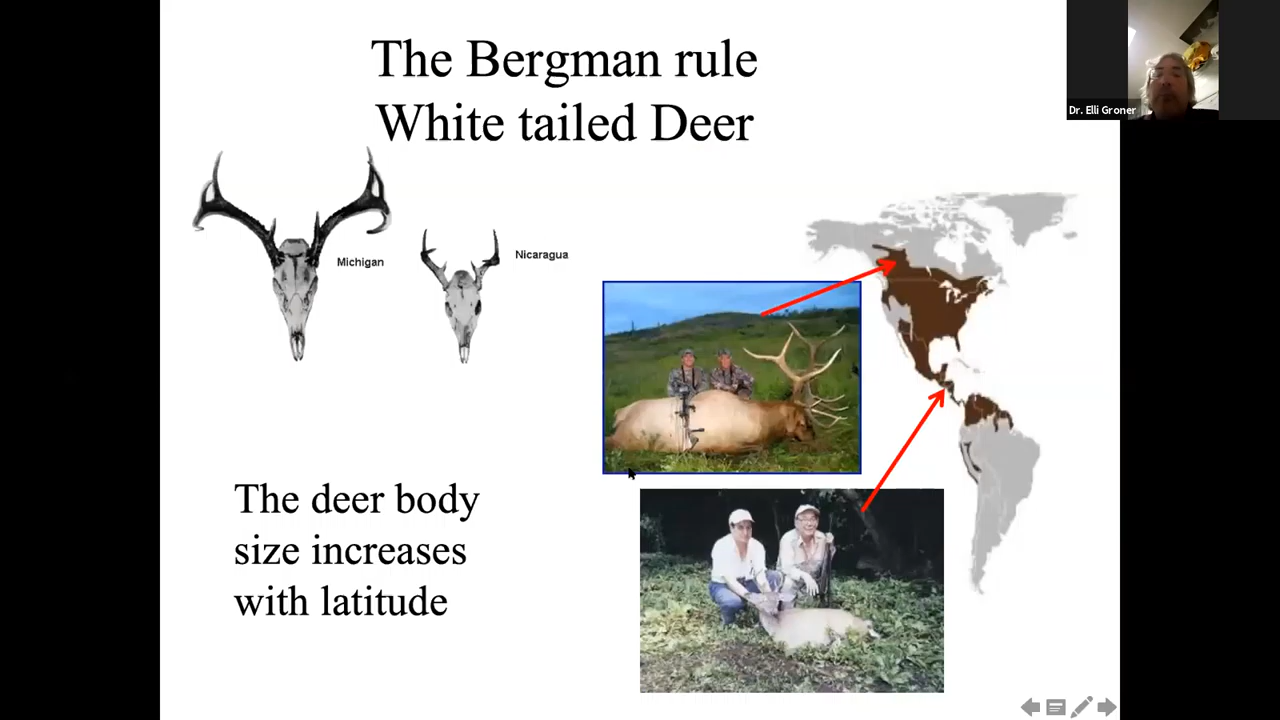 The Bergman rule
White tailed Deer
Dr. Elli Groner
Michigan
Nicaragua
The deer body
size increases
with latitude